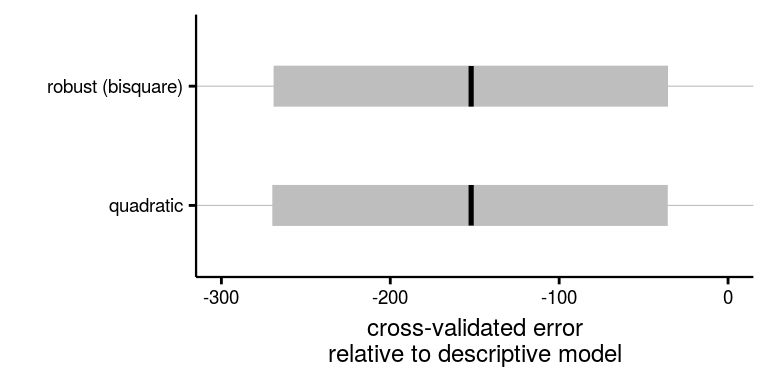 robust (bisquare)
quadratic
-300
-200
-100
0
cross-validated error
relative to descriptive model